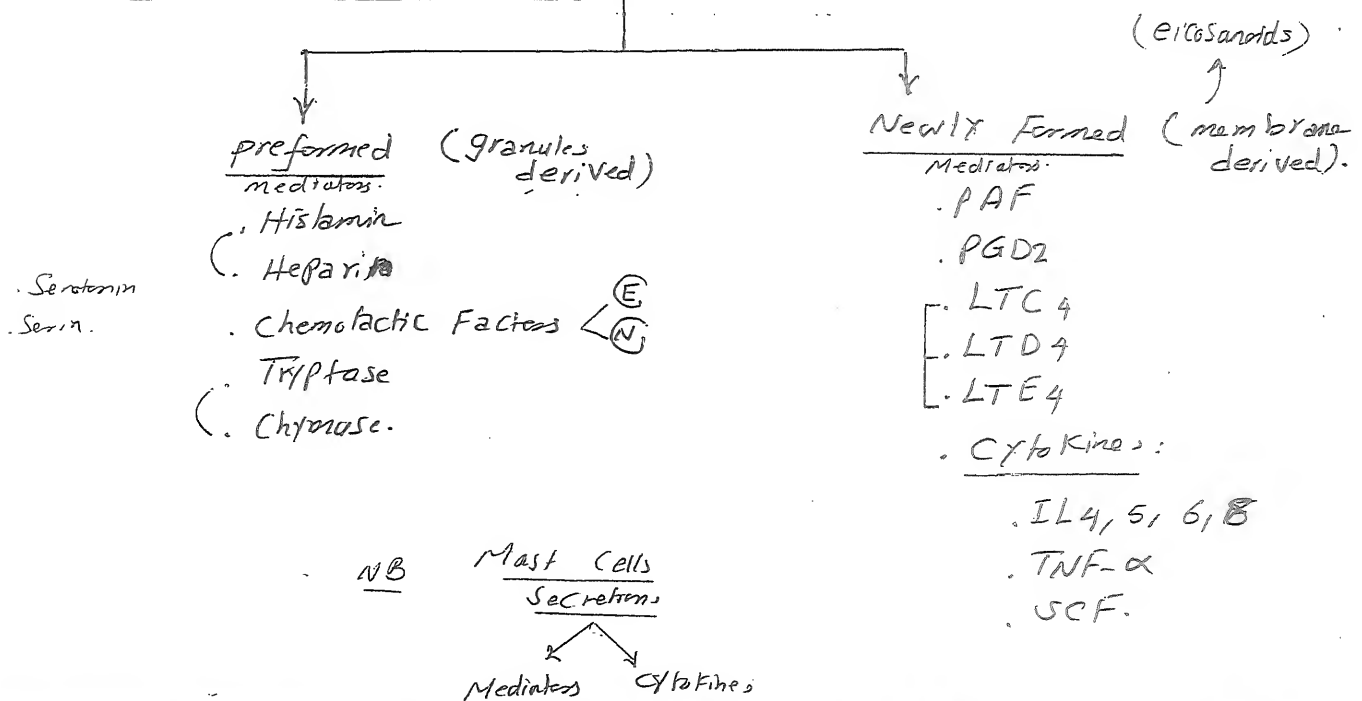 (eicosanoids)
preformed (granules derived)
mediators.
. Histamin
. Heparin
. Chemotactic Factors < E N
. Tryptase
. Chymase.
. Serotonin
. Serin.
Newly Formed (membrane derived).
Mediators.
. PAF
. PGD2
. LTC4
. LTD4
. LTE4
. Cytokines:
. IL4, 5, 6, 8
. TNF-α
. SCF.
. NB Mast Cells
Secretions
Mediators Cytokines